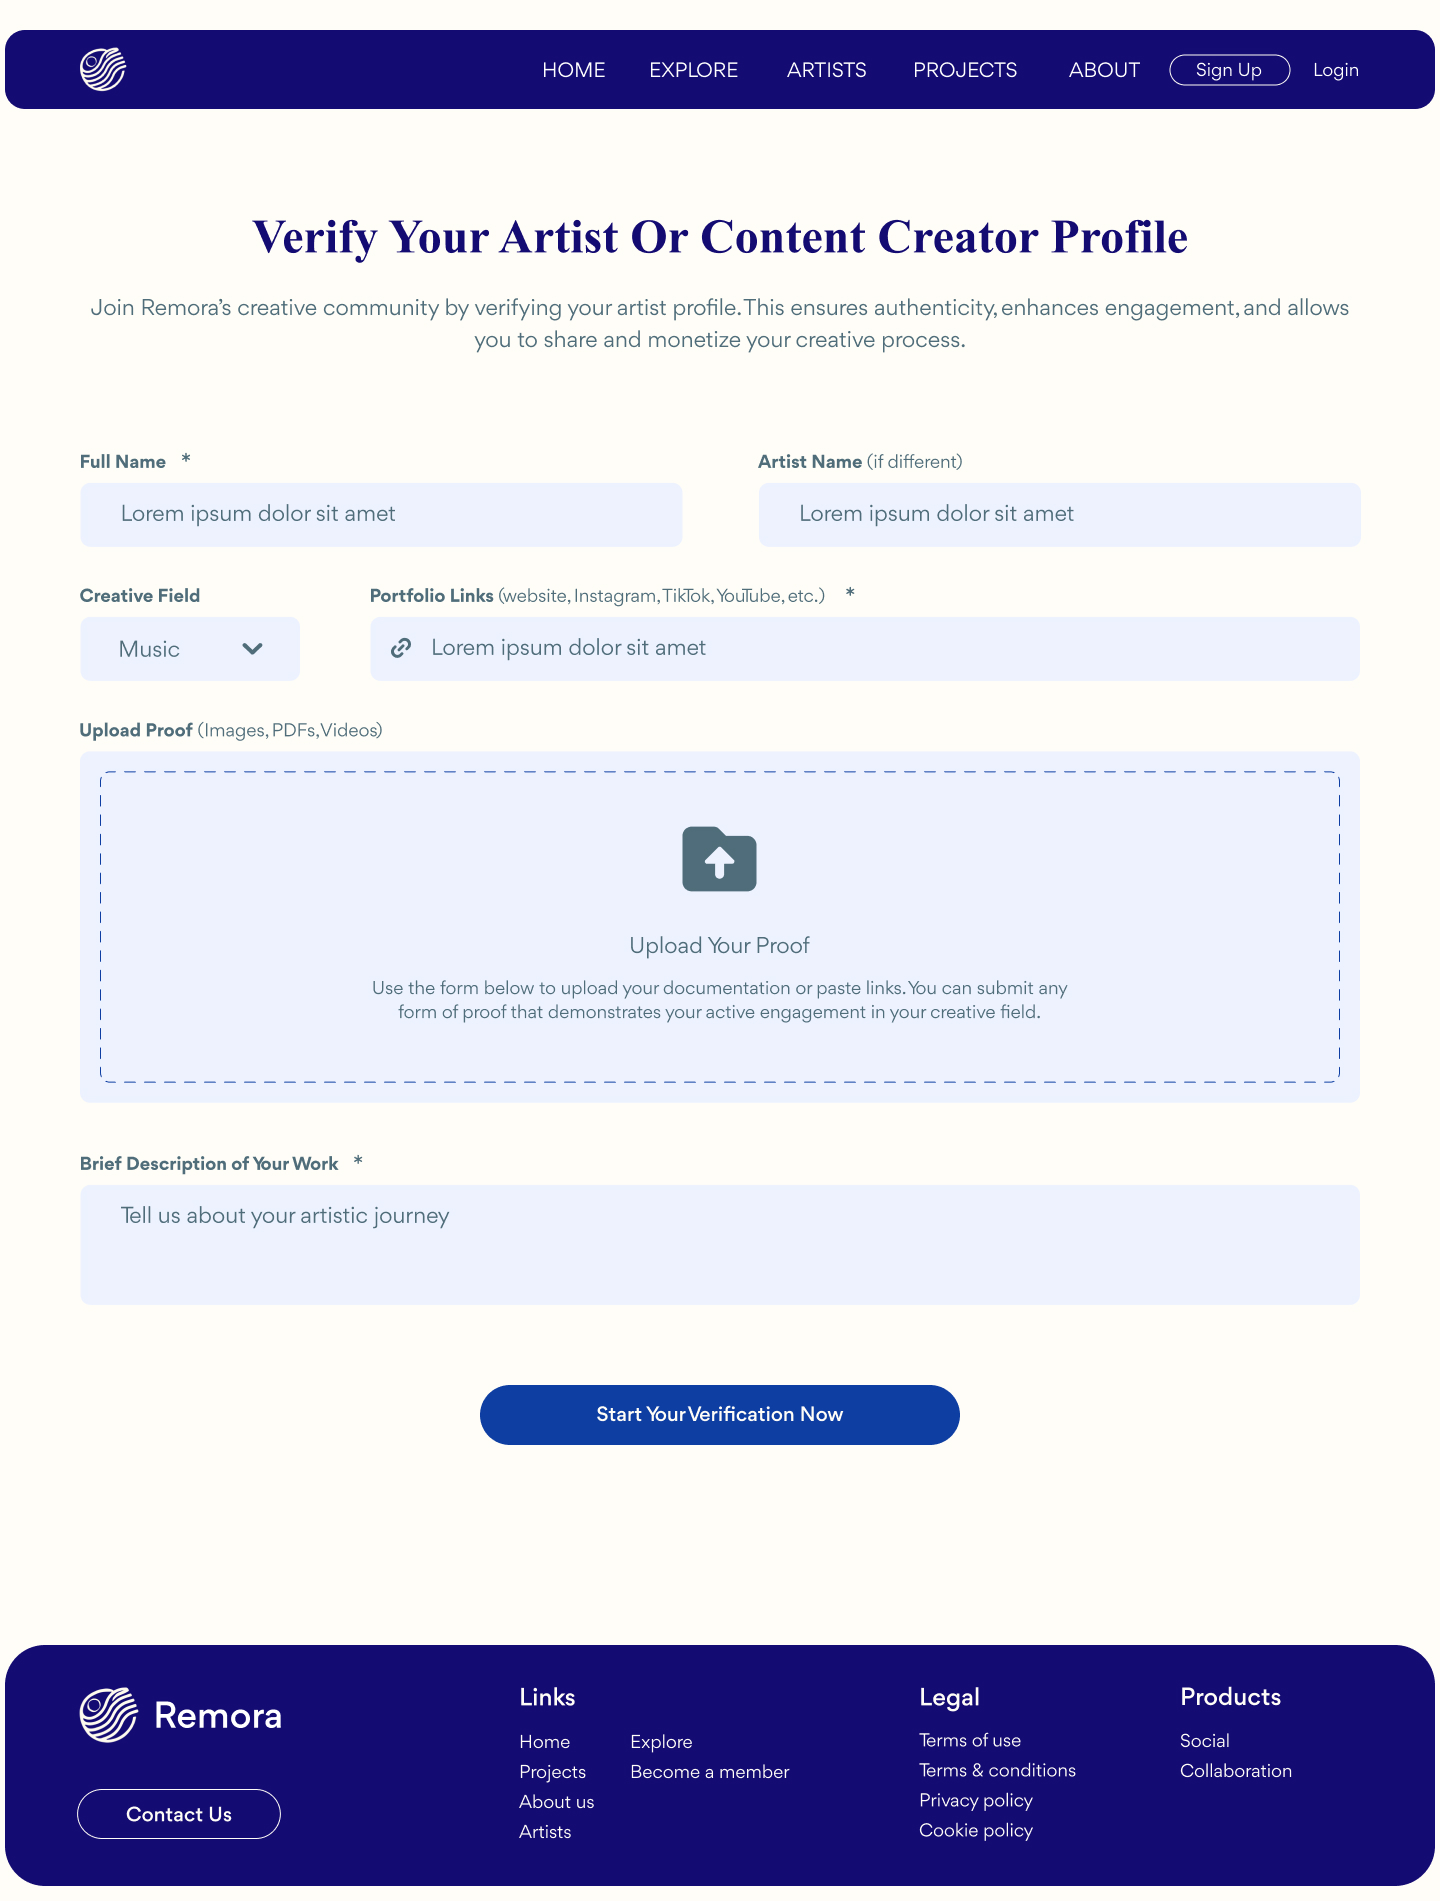 HOME EXPLORE ARTISTS PROJECTS ABOUT Sign Up Login
Verify Your Artist Or Content Creator Profile
Join Remora’s creative community by verifying your artist profile. This ensures authenticity, enhances engagement, and allows
you to share and monetize your creative process.
Full Name *
Artist Name (if different)
Lorem ipsum dolor sit amet
Lorem ipsum dolor sit amet
Creative Field
Portfolio Links (website, Instagram, TikTok, YouTube, etc.) *
Music
Lorem ipsum dolor sit amet
Upload Proof (Images, PDFs, Videos)
Upload Your Proof
Use the form below to upload your documentation or paste links. You can submit any
form of proof that demonstrates your active engagement in your creative field.
Brief Description of Your Work *
Tell us about your artistic journey
Start Your Verification Now
Remora
Contact Us
Links
Home
Projects
About us
Artists
Explore
Become a member
Legal
Terms of use
Terms & conditions
Privacy policy
Cookie policy
Products
Social
Collaboration